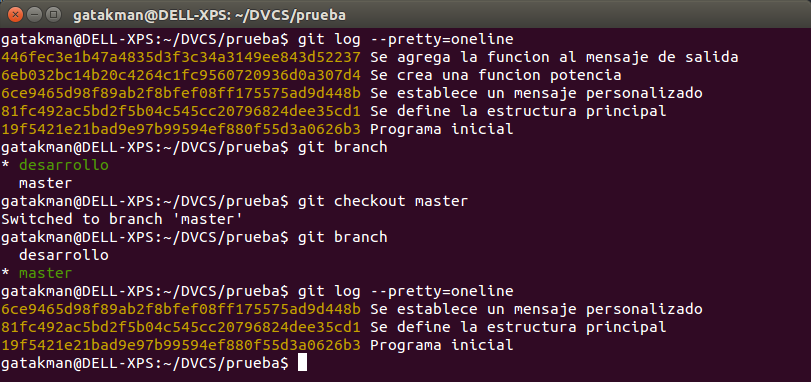 gatakman@DELL-XPS: ~/DVCS/prueba
gatakman@DELL-XPS:~/DVCS/prueba$ git log --pretty=oneline
446fec3e1b47a4835d3f3c34a3149ee843d52237 Se agrega la funcion al mensaje de salida
6eb032bc14b20c4264c1fc9560720936d0a307d4 Se crea una funcion potencia
6ce9465d98f89ab2f8bfef08ff175575ad9d448b Se establece un mensaje personalizado
81fc492ac5bd2f5b04c545cc20796824dee35cd1 Se define la estructura principal
19f5421e21bad9e97b99594ef880f55d3a0626b3 Programa inicial
gatakman@DELL-XPS:~/DVCS/prueba$ git branch
* desarrollo
  master
gatakman@DELL-XPS:~/DVCS/prueba$ git checkout master
Switched to branch 'master'
gatakman@DELL-XPS:~/DVCS/prueba$ git branch
  desarrollo
* master
gatakman@DELL-XPS:~/DVCS/prueba$ git log --pretty=oneline
6ce9465d98f89ab2f8bfef08ff175575ad9d448b Se establece un mensaje personalizado
81fc492ac5bd2f5b04c545cc20796824dee35cd1 Se define la estructura principal
19f5421e21bad9e97b99594ef880f55d3a0626b3 Programa inicial
gatakman@DELL-XPS:~/DVCS/prueba$